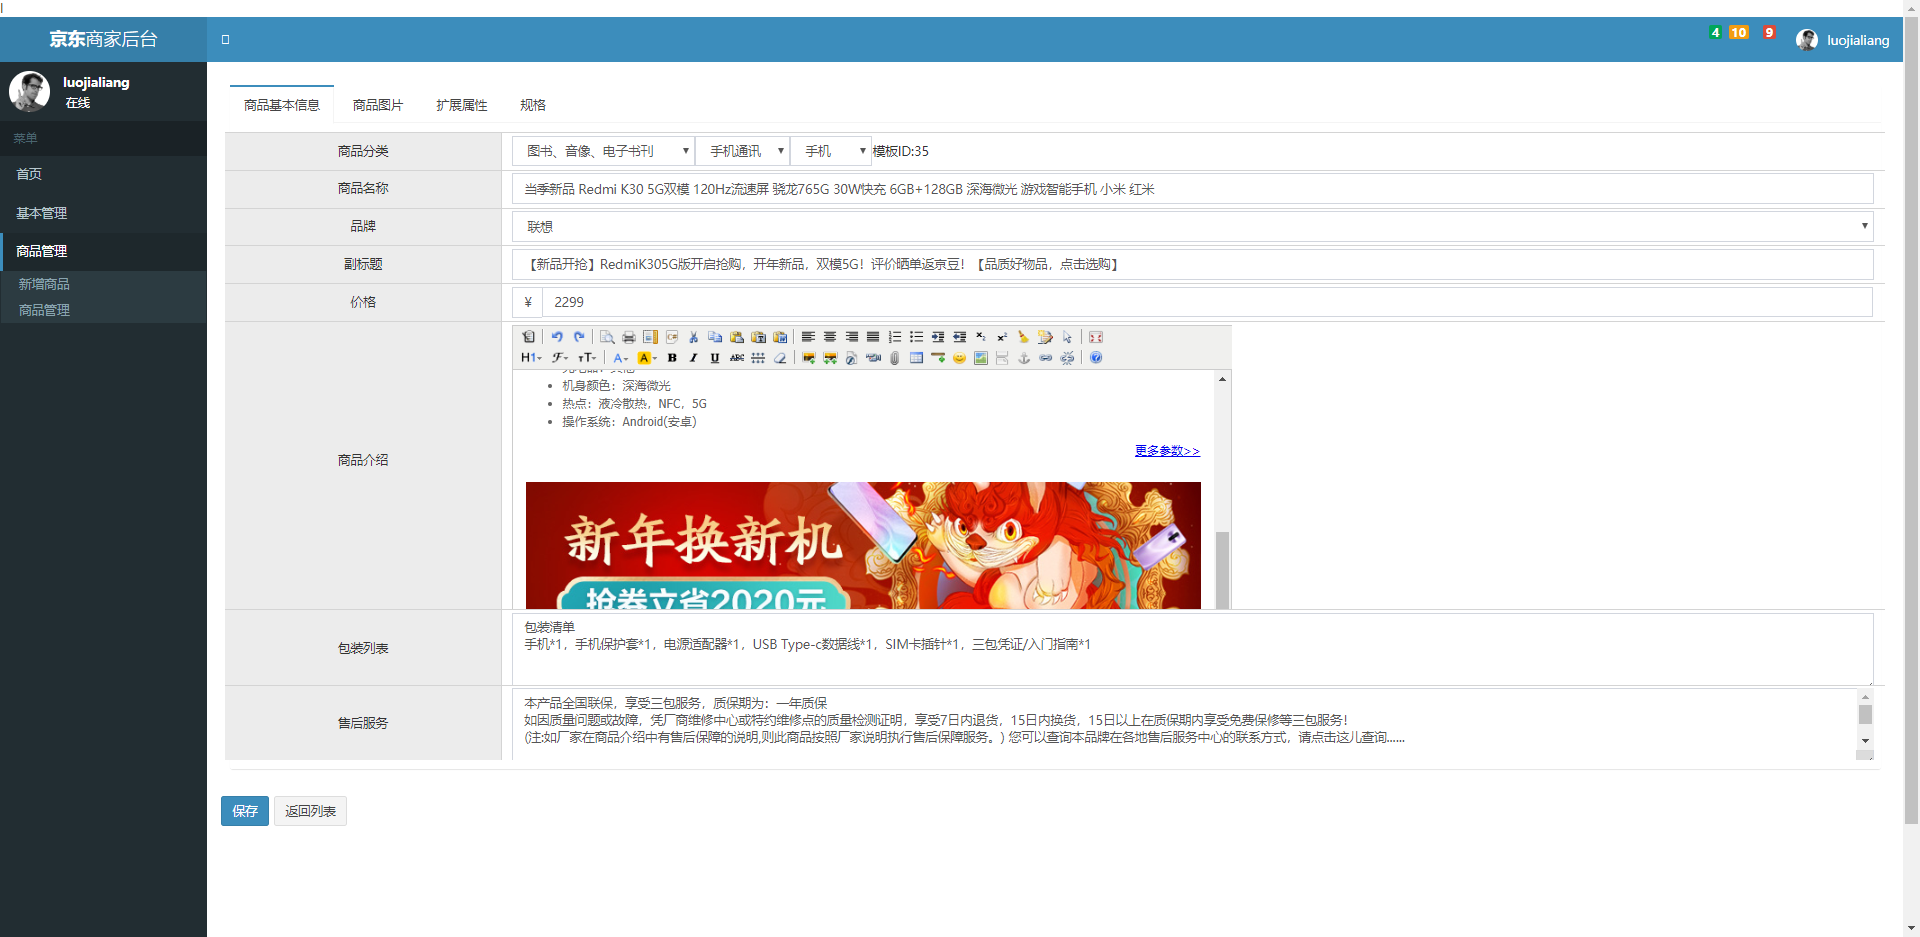 京东商家后台
4 10 9 luojialiang
luojialiang
在线
菜单
首页
基本管理
商品管理
新增商品
商品管理
商品基本信息 商品图片 扩展属性 规格
商品分类 图书、音像、电子书刊 手机通讯 手机 模板ID:35
商品名称 当季新品 Redmi K30 5G双模 120Hz流速屏 骁龙765G 30W快充 6GB+128GB 深海微光 游戏智能手机 小米 红米
品牌 联想
副标题 【新品开抢】RedmiK305G版开启抢购，开年新品，双模5G！评价晒单返京豆！【品质好物品，点击选购】
价格 ¥ 2299
商品介绍
机身颜色：深海微光
热点：液冷散热，NFC，5G
操作系统：Android(安卓)
更多参数>>
新年换新机
抢券立省2020元
包装列表
包装清单
手机*1，手机保护套*1，电源适配器*1，USB Type-c数据线*1，SIM卡插针*1，三包凭证/入门指南*1
售后服务
本产品全国联保，享受三包服务，质保期为：一年质保
如因质量问题或故障，凭厂商维修中心或特约维修点的质量检测证明，享受7日内退货，15日内换货，15日以上在质保期内享受免费保修等三包服务！
(注:如厂家在商品介绍中有售后保障的说明,则此商品按照厂家说明执行售后保障服务。) 您可以查询本品牌在各地售后服务中心的联系方式，请点击这儿查询......
保存 返回列表